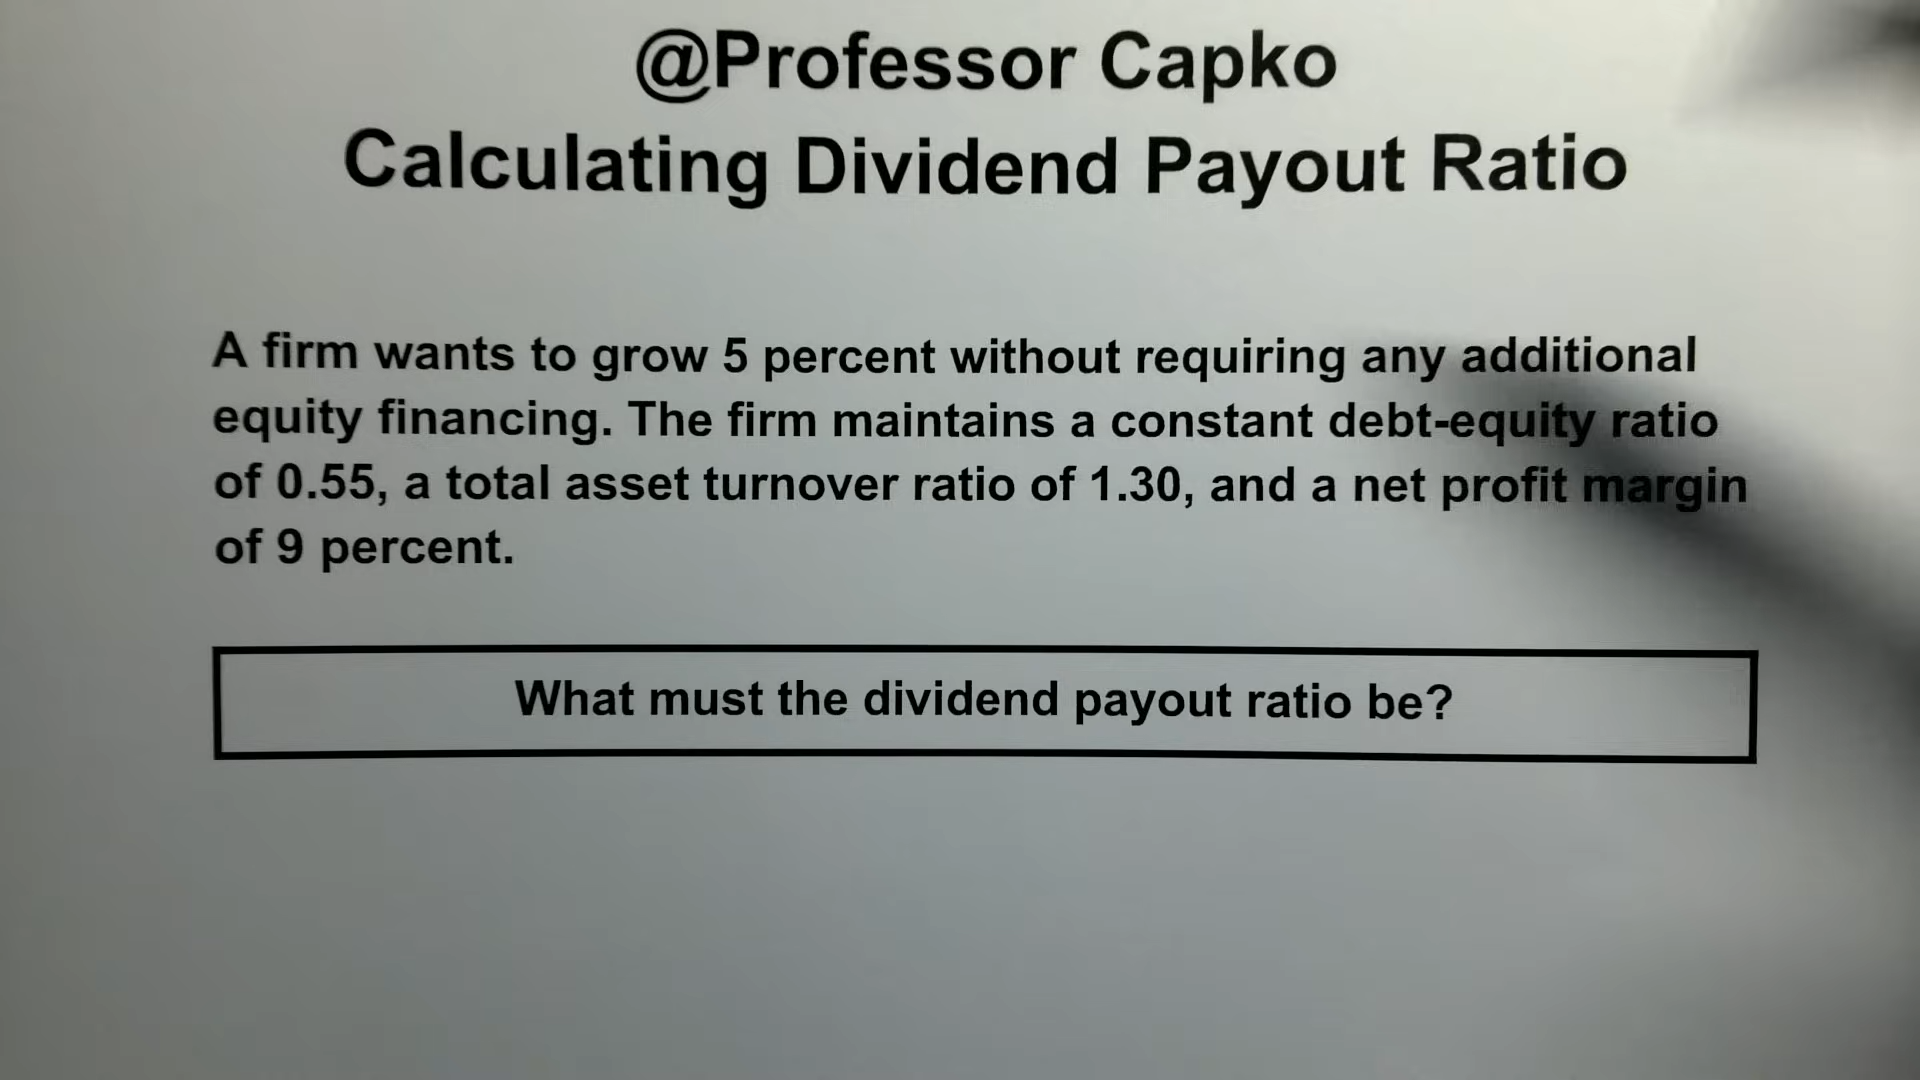 @Professor Capko
Calculating Dividend Payout Ratio
A firm wants to grow 5 percent without requiring any additional
equity financing. The firm maintains a constant debt-equity ratio
of 0.55, a total asset turnover ratio of 1.30, and a net profit margin
of 9 percent.
What must the dividend payout ratio be?